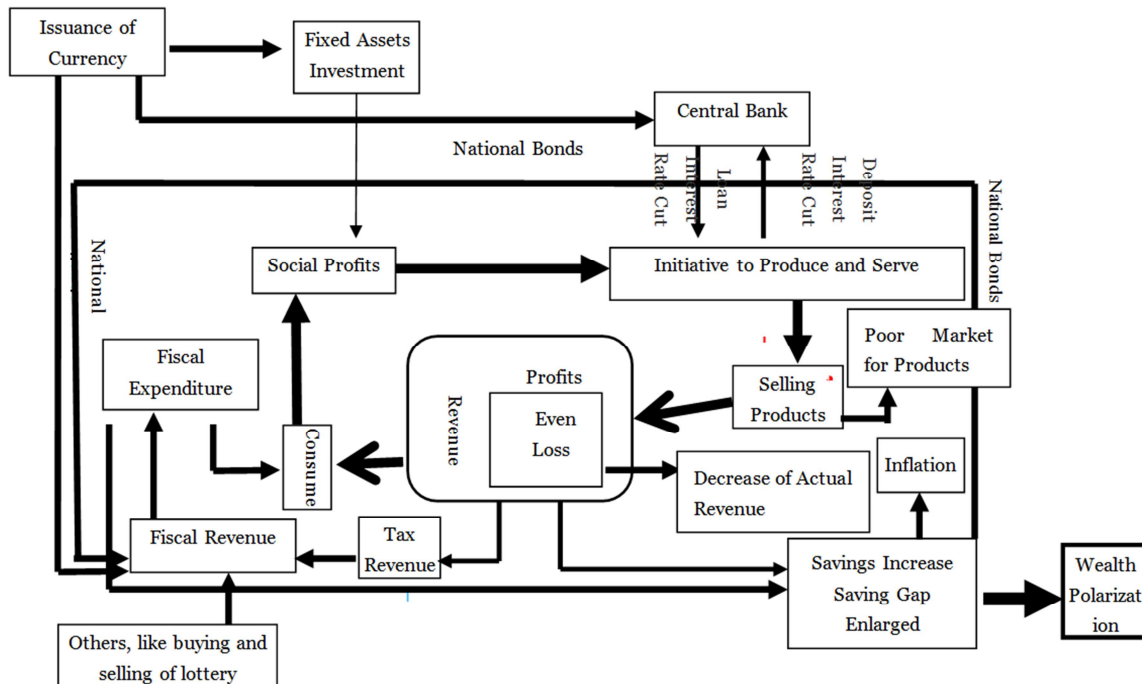 Issuance of
Currency
Fixed Assets
Investment
Central Bank
National Bonds
Loan
Interest
Rate Cut
Deposit
Interest
Rate Cut
National Bonds
National
Social Profits
Initiative to Produce and Serve
Poor Market
for Products
Fiscal
Expenditure
Profits
Revenue
Even
Loss
Selling
Products
Consume
Inflation
Decrease of Actual
Revenue
Fiscal Revenue
Tax
Revenue
Savings Increase
Saving Gap
Enlarged
Wealth
Polarizat
ion
Others, like buying and
selling of lottery